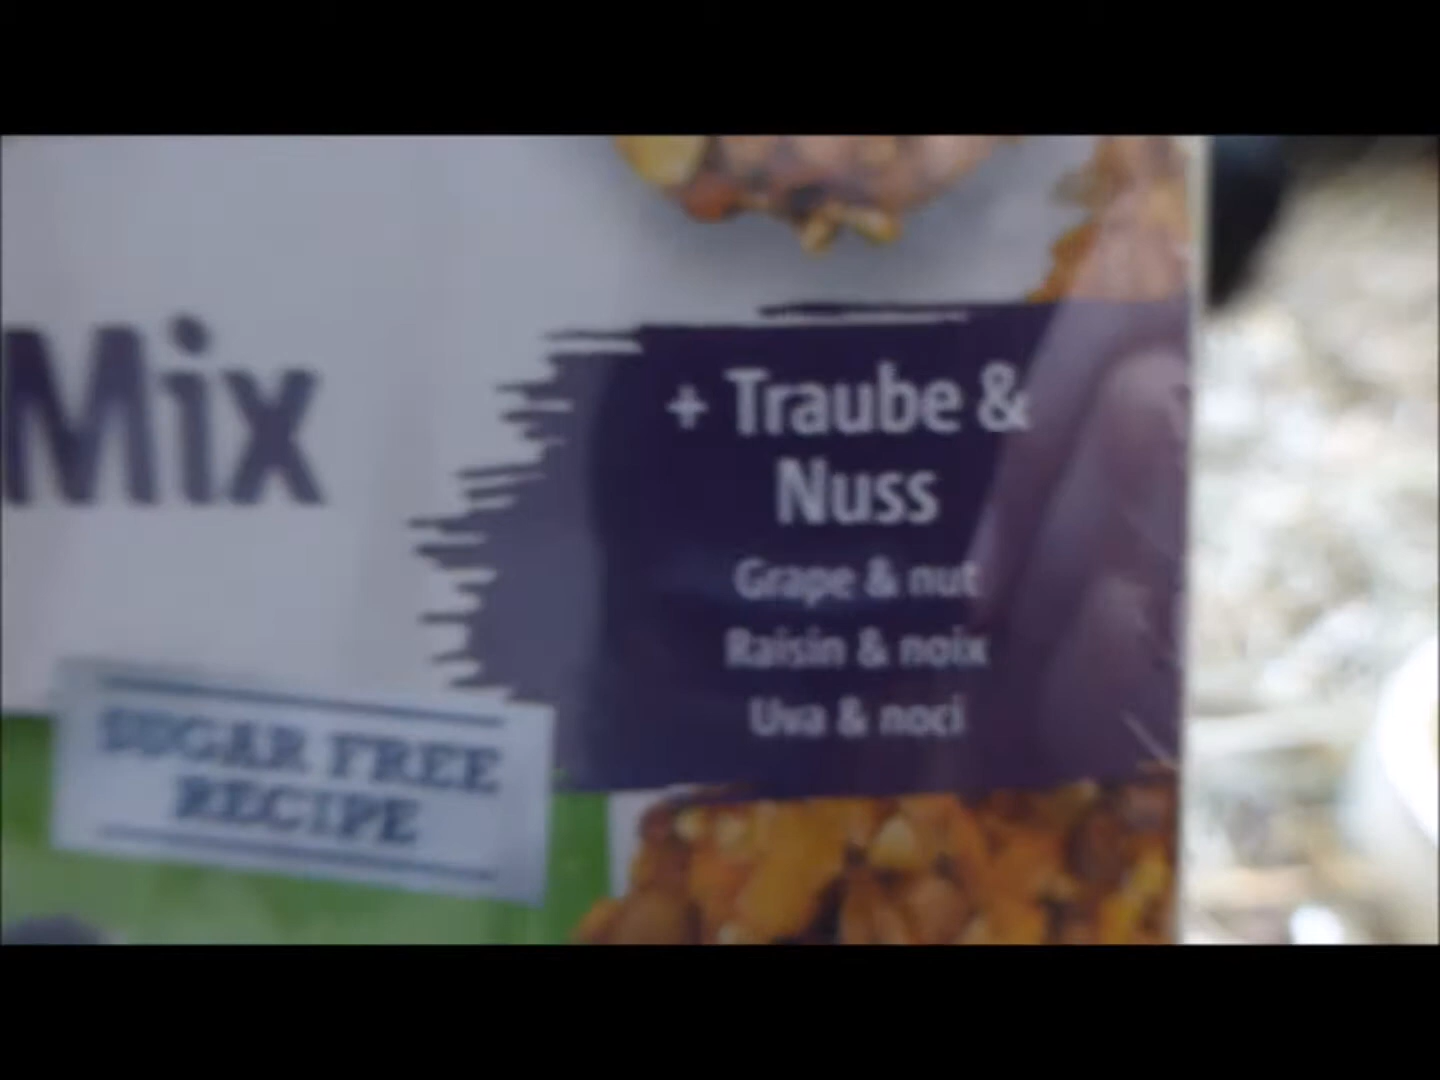 Mix
+ Traube &
Nuss
Grape & nut
Raisin & noix
Uva & noci
SUGAR FREE
RECIPE